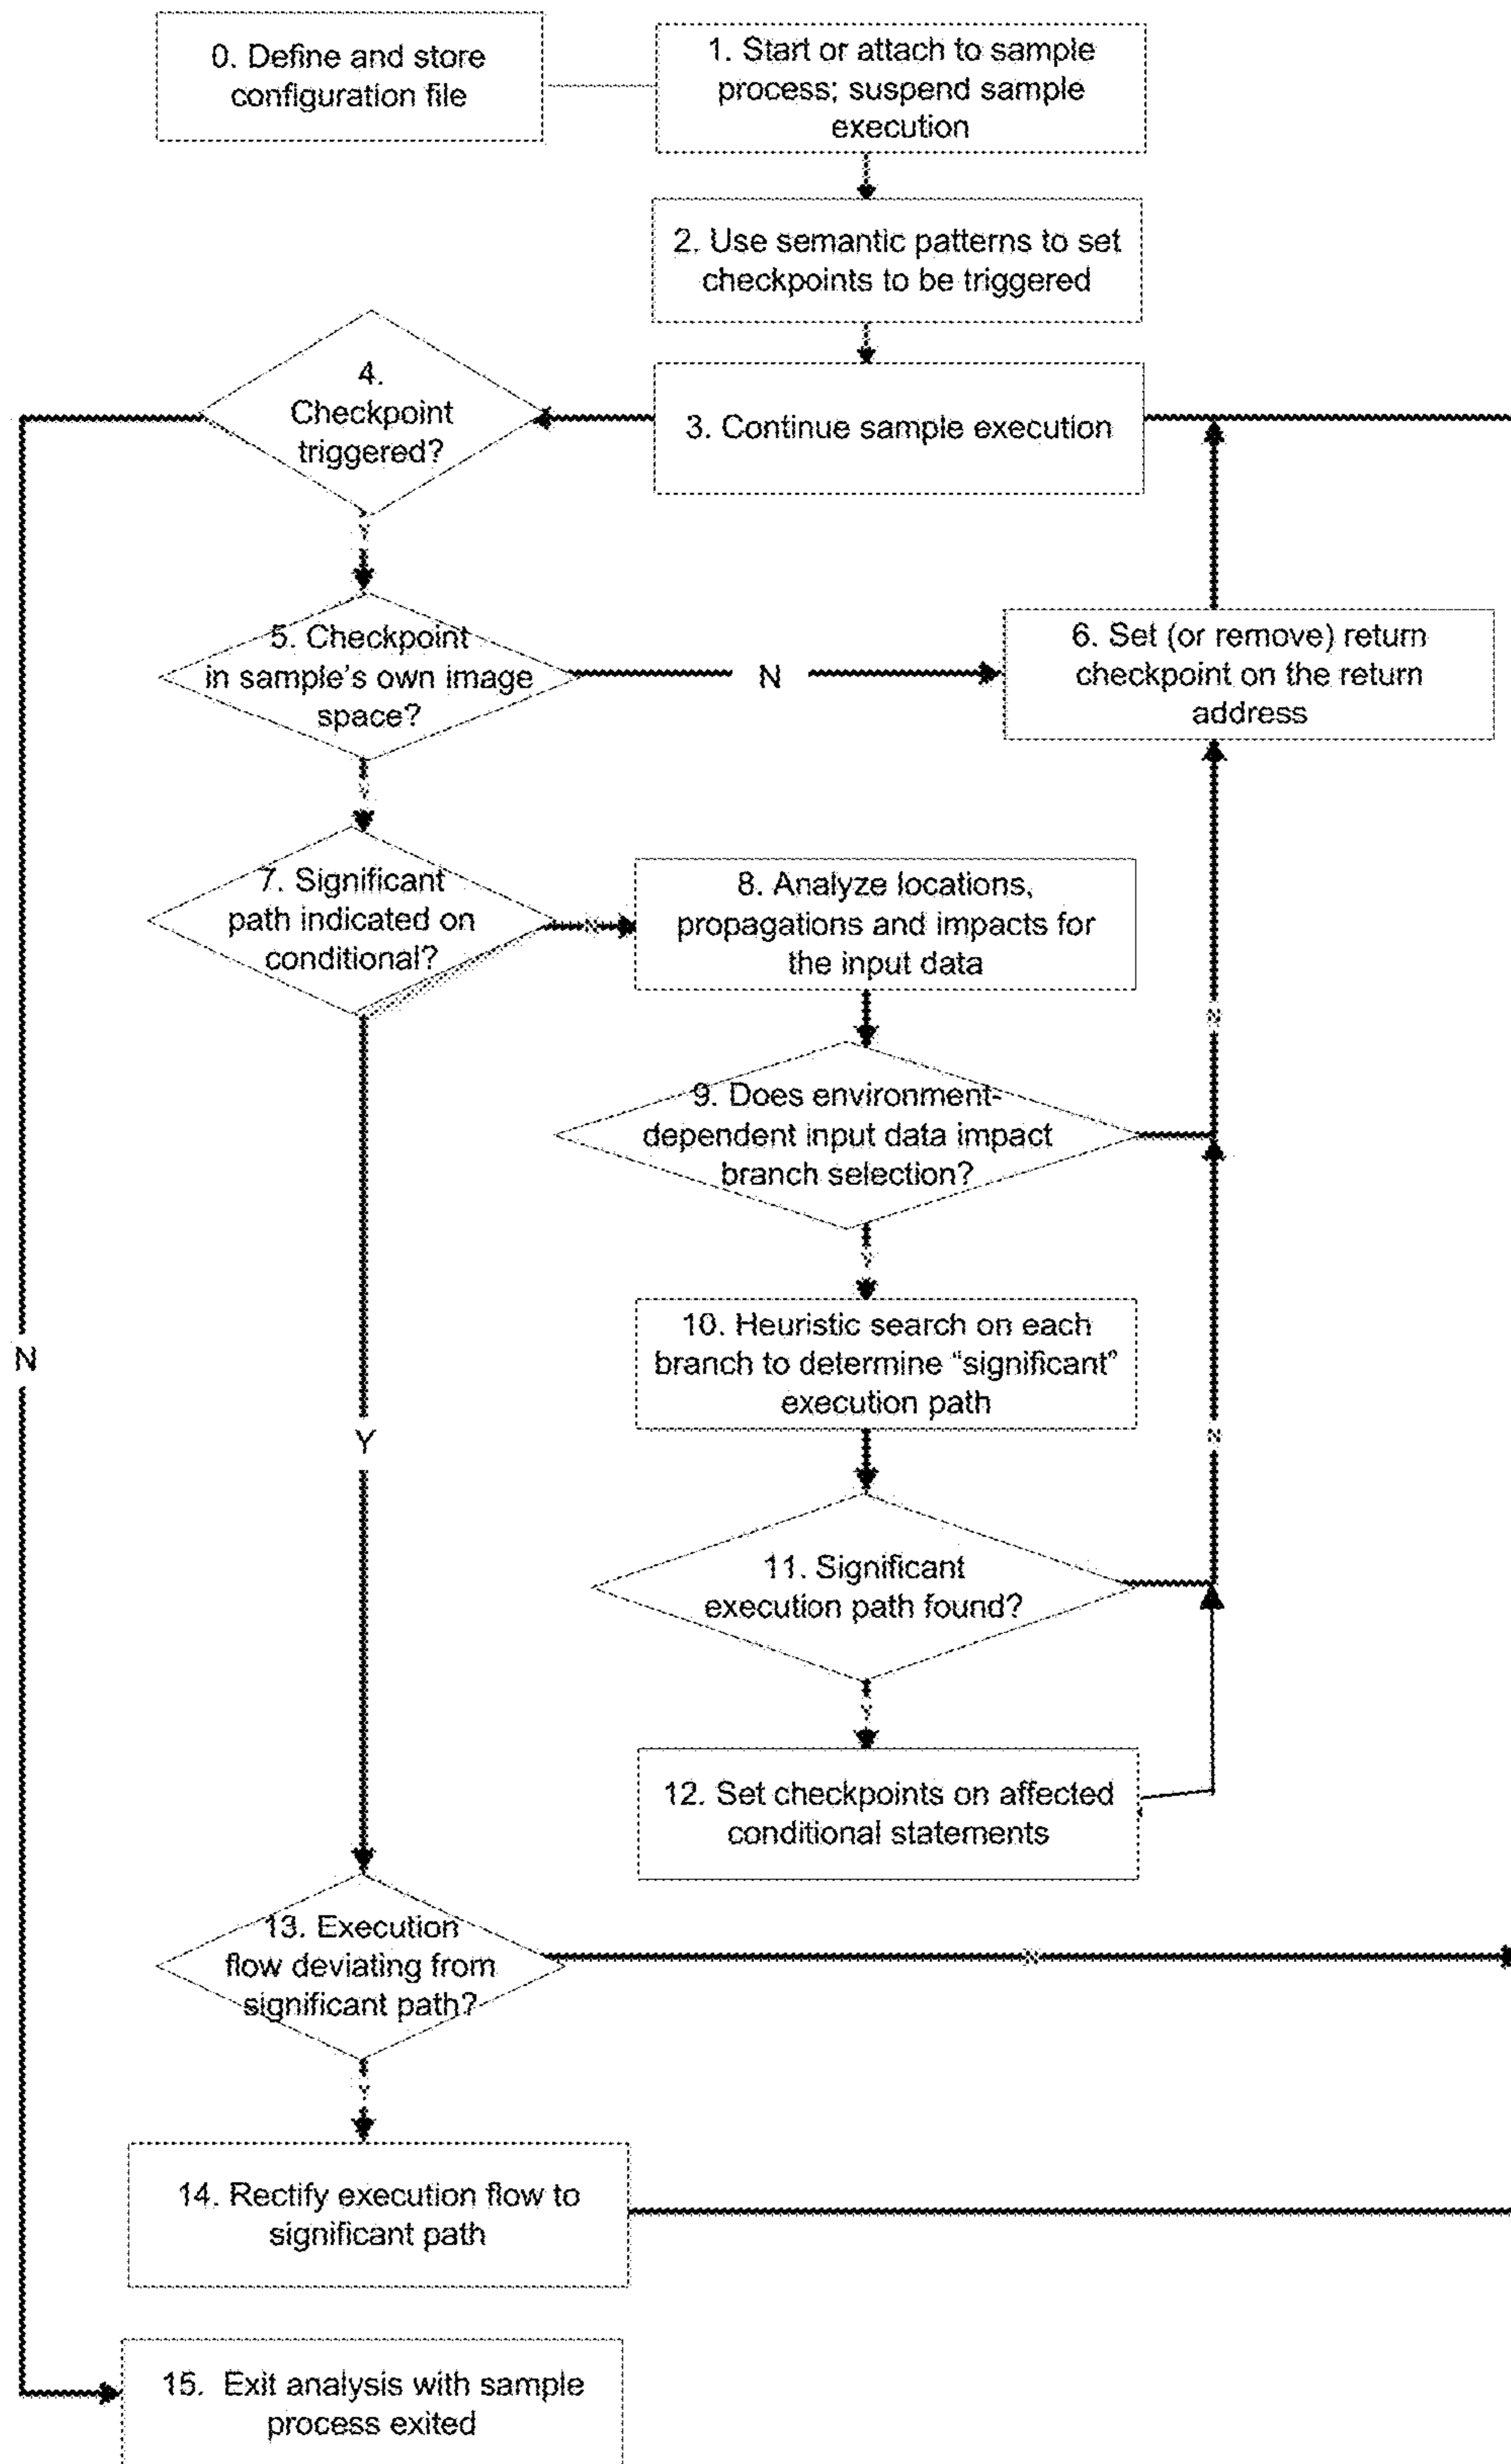 0. Define and store
configuration file
1. Start or attach to sample
process; suspend sample
execution
2. Use semantic patterns to set
checkpoints to be triggered
3. Continue sample execution
4.
Checkpoint
triggered?
Y
5. Checkpoint
in sample's own image
space?
N
6. Set (or remove) return
checkpoint on the return
address
Y
7. Significant
path indicated on
conditional?
N
8. Analyze locations,
propagations and impacts for
the input data
N
9. Does environment-
dependent input data impact
branch selection?
Y
10. Heuristic search on each
branch to determine “significant”
execution path
N
Y
N
11. Significant
execution path found?
Y
12. Set checkpoints on affected
conditional statements
13. Execution
flow deviating from
significant path?
N
Y
14. Rectify execution flow to
significant path
15. Exit analysis with sample
process exited